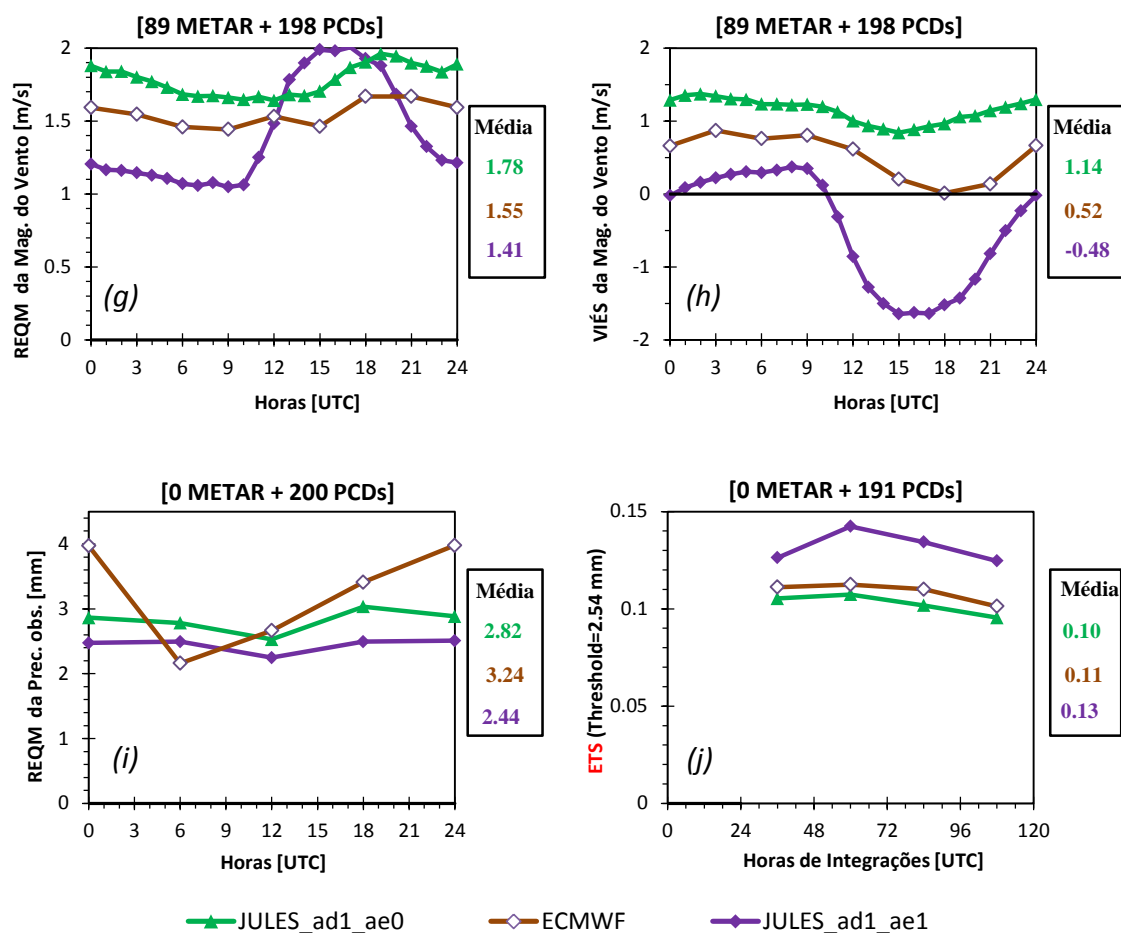 [89 METAR + 198 PCDs]
REQM da Mag. do Vento [m/s]
2
1.5
1
0.5
0
(g)
0 3 6 9 12 15 18 21 24
Horas [UTC]
Média
1.78
1.55
1.41
[89 METAR + 198 PCDs]
VIÉS da Mag. do Vento [m/s]
2
1
0
-1
-2
(h)
0 3 6 9 12 15 18 21 24
Horas [UTC]
Média
1.14
0.52
-0.48
[0 METAR + 200 PCDs]
REQM da Prec. obs. [mm]
4
3
2
1
0
(i)
0 3 6 9 12 15 18 21 24
Horas [UTC]
Média
2.82
3.24
2.44
[0 METAR + 191 PCDs]
ETS (Threshold=2.54 mm)
0.15
0.1
0.05
0
(j)
0 24 48 72 96 120
Horas de Integrações [UTC]
Média
0.10
0.11
0.13
JULES_ad1_ae0 ECMWF JULES_ad1_ae1